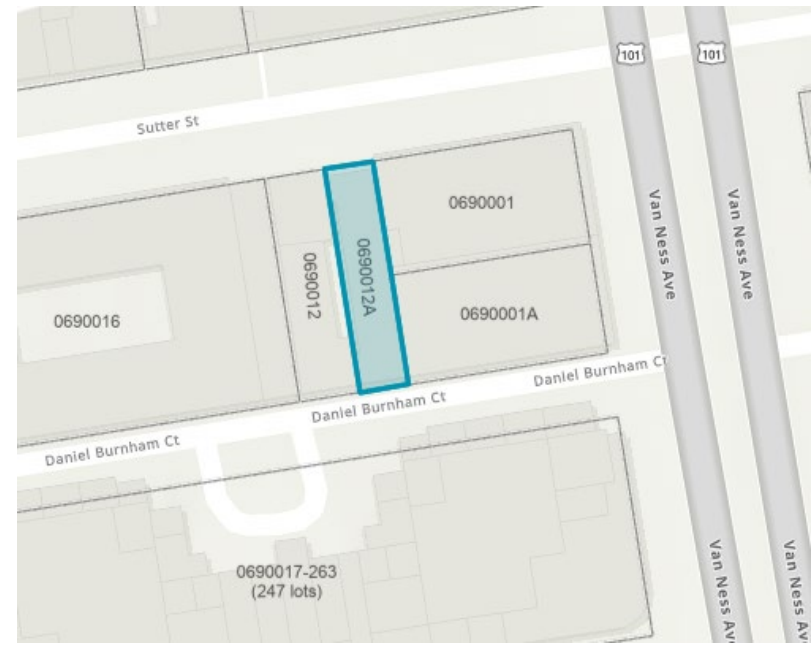 101
101
Sutter St
Van Ness Ave
Van Ness Ave
0690001
0690012A
0690012
0690016
0690001A
Daniel Burnham Ct
Daniel Burnham Ct
Daniel Burnham Ct
Van Ness Ave
Van Ness Av
0690017-263
(247 lots)